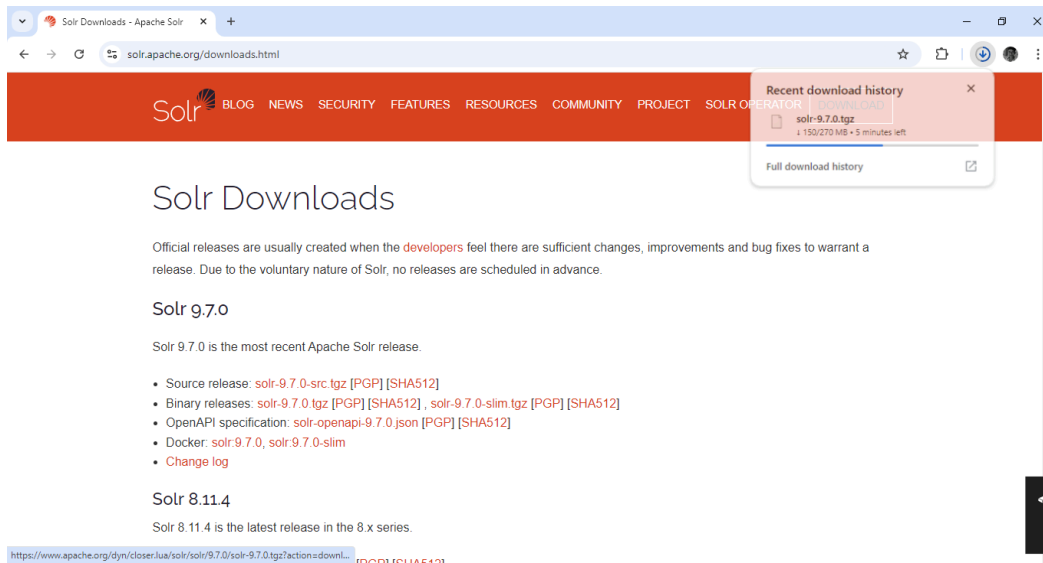 Solr Downloads - Apache Solr
solr.apache.org/downloads.html
Solr BLOG NEWS SECURITY FEATURES RESOURCES COMMUNITY PROJECT SOLR OPERATOR DOWNLOAD
Recent download history
solr-9.7.0.tgz
↓ 150/270 MB • 5 minutes left
Full download history
Solr Downloads
Official releases are usually created when the developers feel there are sufficient changes, improvements and bug fixes to warrant a
release. Due to the voluntary nature of Solr, no releases are scheduled in advance.
Solr 9.7.0
Solr 9.7.0 is the most recent Apache Solr release.
• Source release: solr-9.7.0-src.tgz [PGP] [SHA512]
• Binary releases: solr-9.7.0.tgz [PGP] [SHA512] , solr-9.7.0-slim.tgz [PGP] [SHA512]
• OpenAPI specification: solr-openapi-9.7.0.json [PGP] [SHA512]
• Docker: solr:9.7.0, solr:9.7.0-slim
• Change log
Solr 8.11.4
Solr 8.11.4 is the latest release in the 8.x series.
[PGP] [SHA512]
https://www.apache.org/dyn/closer.lua/solr/solr/9.7.0/solr-9.7.0.tgz?action=downl...